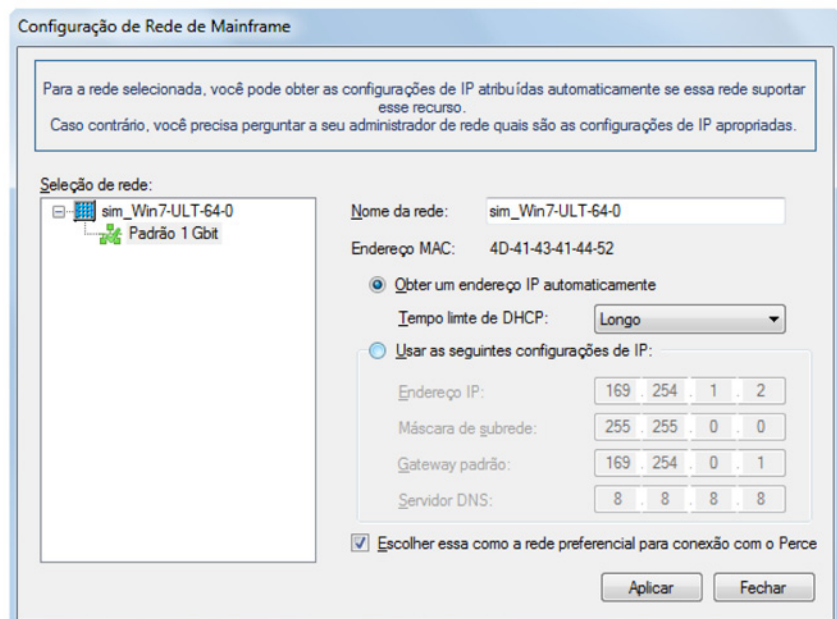 Configuração de Rede de Mainframe
Para a rede selecionada, você pode obter as configurações de IP atribuídas automaticamente se essa rede suportar
esse recurso.
Caso contrário, você precisa perguntar a seu administrador de rede quais são as configurações de IP apropriadas.
Seleção de rede:
sim_Win7-ULT-64-0
Padrão 1 Gbit
Nome da rede: sim_Win7-ULT-64-0
Endereço MAC: 4D-41-43-41-44-52
Obter um endereço IP automaticamente
Tempo limte de DHCP: Longo
Usar as seguintes configurações de IP:
Endereço IP: 169 . 254 . 1 . 2
Máscara de subrede: 255 . 255 . 0 . 0
Gateway padrão: 169 . 254 . 0 . 1
Servidor DNS: 8 . 8 . 8 . 8
Escolher essa como a rede preferencial para conexão com o Perce
Aplicar Fechar